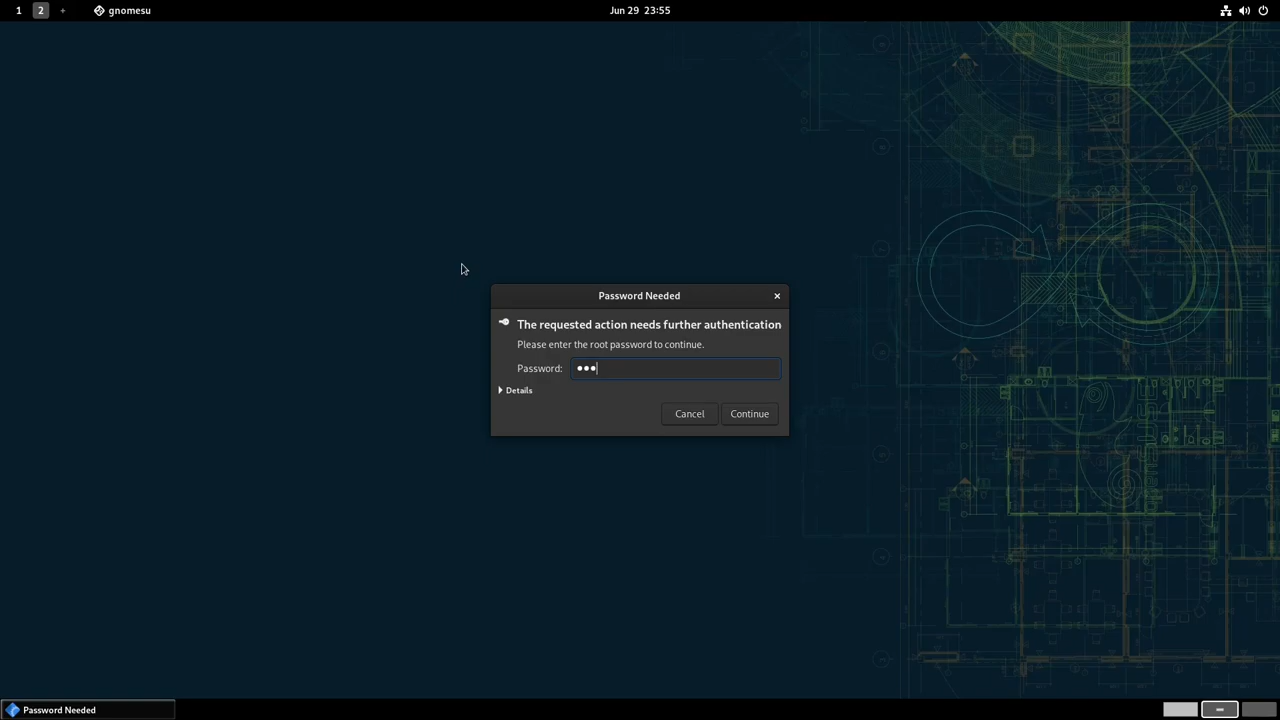 1 2 + gnomesu Jun 29 23:55
Password Needed
The requested action needs further authentication
Please enter the root password to continue.
Password: •••
Details
Cancel Continue
Password Needed